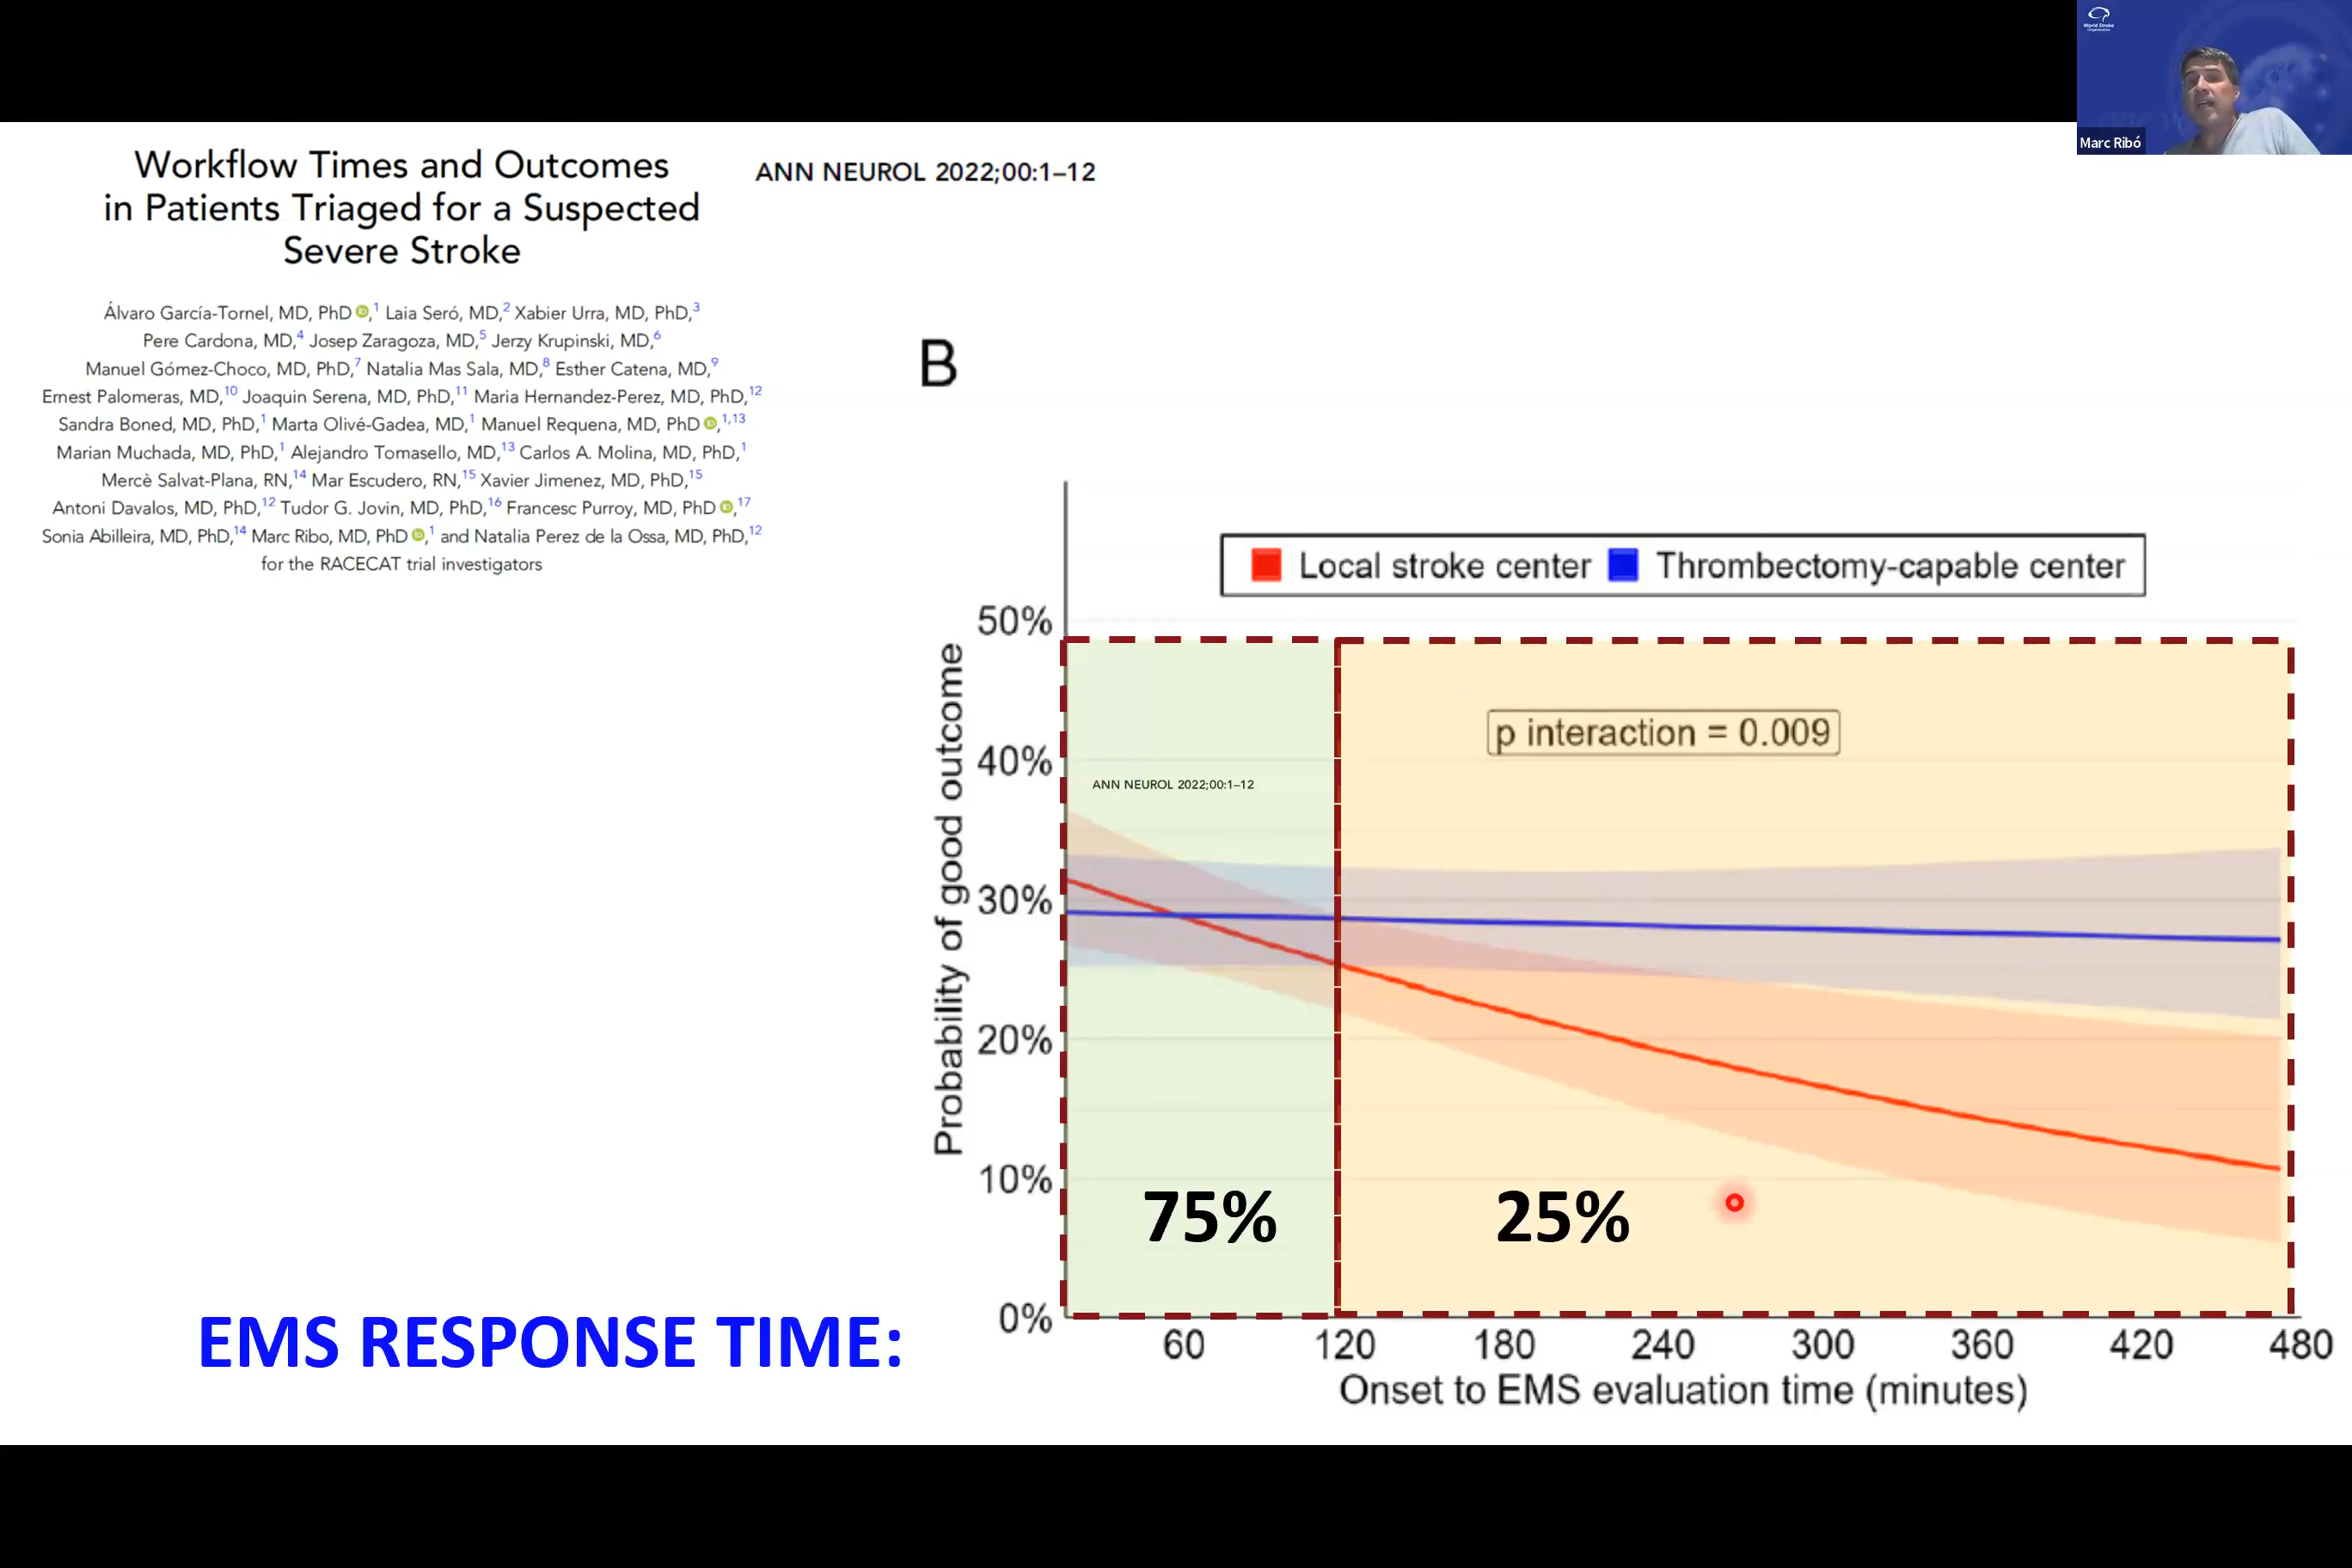 World Stroke
Organization
Marc Ribó
Workflow Times and Outcomes
in Patients Triaged for a Suspected
Severe Stroke
ANN NEUROL 2022;00:1–12
Álvaro García-Tornel, MD, PhD,1 Laia Seró, MD,2 Xabier Urra, MD, PhD,3
Pere Cardona, MD,4 Josep Zaragoza, MD,5 Jerzy Krupinski, MD,6
Manuel Gómez-Choco, MD, PhD,7 Natalia Mas Sala, MD,8 Esther Catena, MD,9
Ernest Palomeras, MD,10 Joaquin Serena, MD, PhD,11 Maria Hernandez-Perez, MD, PhD,12
Sandra Boned, MD, PhD,1 Marta Olivé-Gadea, MD,1 Manuel Requena, MD, PhD,1,13
Marian Muchada, MD, PhD,1 Alejandro Tomasello, MD,13 Carlos A. Molina, MD, PhD,1
Mercè Salvat-Plana, RN,14 Mar Escudero, RN,15 Xavier Jimenez, MD, PhD,15
Antoni Davalos, MD, PhD,12 Tudor G. Jovin, MD, PhD,16 Francesc Purroy, MD, PhD,17
Sonia Abilleira, MD, PhD,14 Marc Ribo, MD, PhD,1 and Natalia Perez de la Ossa, MD, PhD,12
for the RACECAT trial investigators
B
Local stroke center Thrombectomy-capable center
Probability of good outcome
50%
40%
30%
20%
10%
0%
p interaction = 0.009
ANN NEUROL 2022;00:1–12
75%
25%
EMS RESPONSE TIME:
60 120 180 240 300 360 420 480
Onset to EMS evaluation time (minutes)